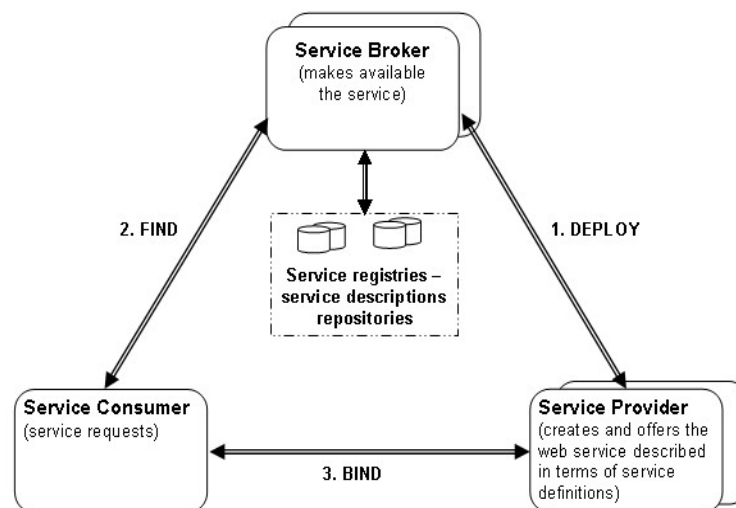 Service Broker
(makes available
the service)
2. FIND
1. DEPLOY
Service registries –
service descriptions
repositories
Service Consumer
(service requests)
Service Provider
(creates and offers the
web service described
in terms of service
definitions)
3. BIND